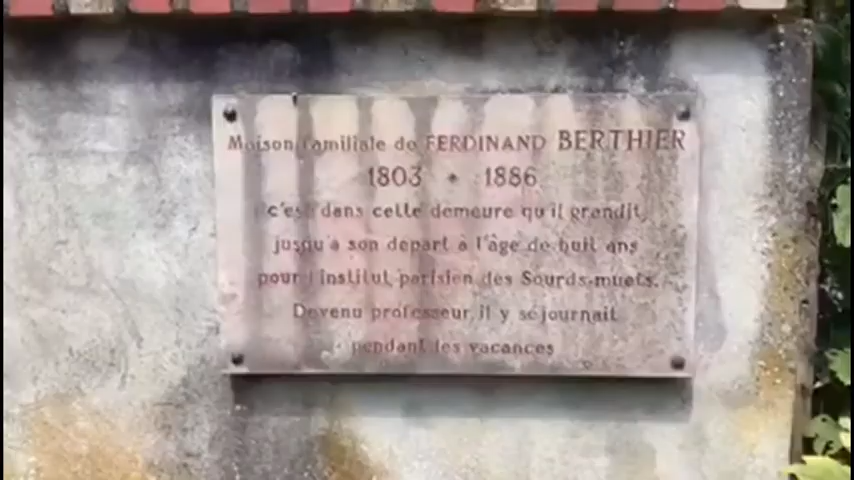 Maison familiale de FERDINAND BERTHIER
1803 + 1886
c'est dans cette demeure qu'il grandit,
jusqu'à son départ à l'âge de huit ans
pour l'institut parisien des Sourds-muets.
Devenu professeur, il y séjournait
pendant les vacances